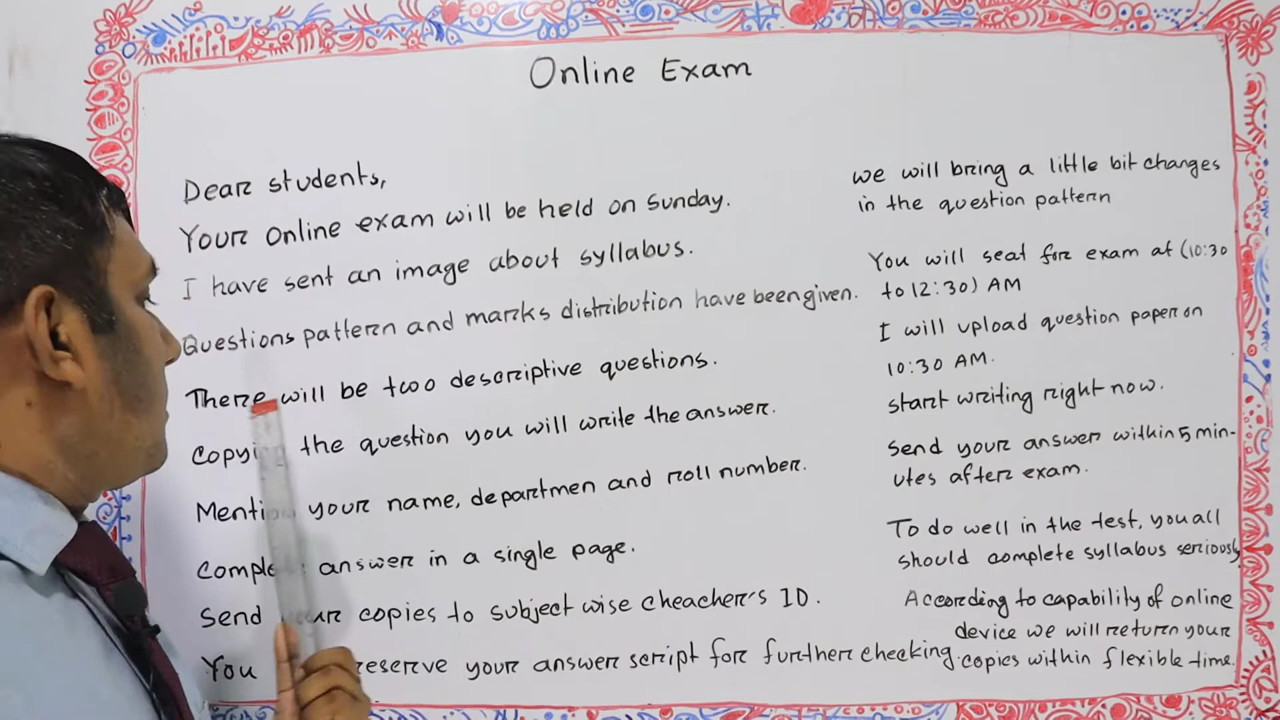 Online Exam
Dear students,
Your Online exam will be held on Sunday.
I have sent an image about syllabus.
Questions pattern and marks distribution have been given.
There will be two descriptive questions.
Copying the question you will write the answer.
Mention your name, departmen and roll number.
answer in a single page.
Send your copies to subject wise cheacher's ID.
You reserve your answer script for further checking.
we will bring a little bit changes
in the question pattern
You will seat for exam at (10:30
to 12:30) AM
I will upload question paper on
10:30 AM.
start writing right now.
Send your answer within 5 min-
utes after exam.
To do well in the test, you all
should complete syllabus seriously
According to capability of online
device we will return your
copies within flexible time.